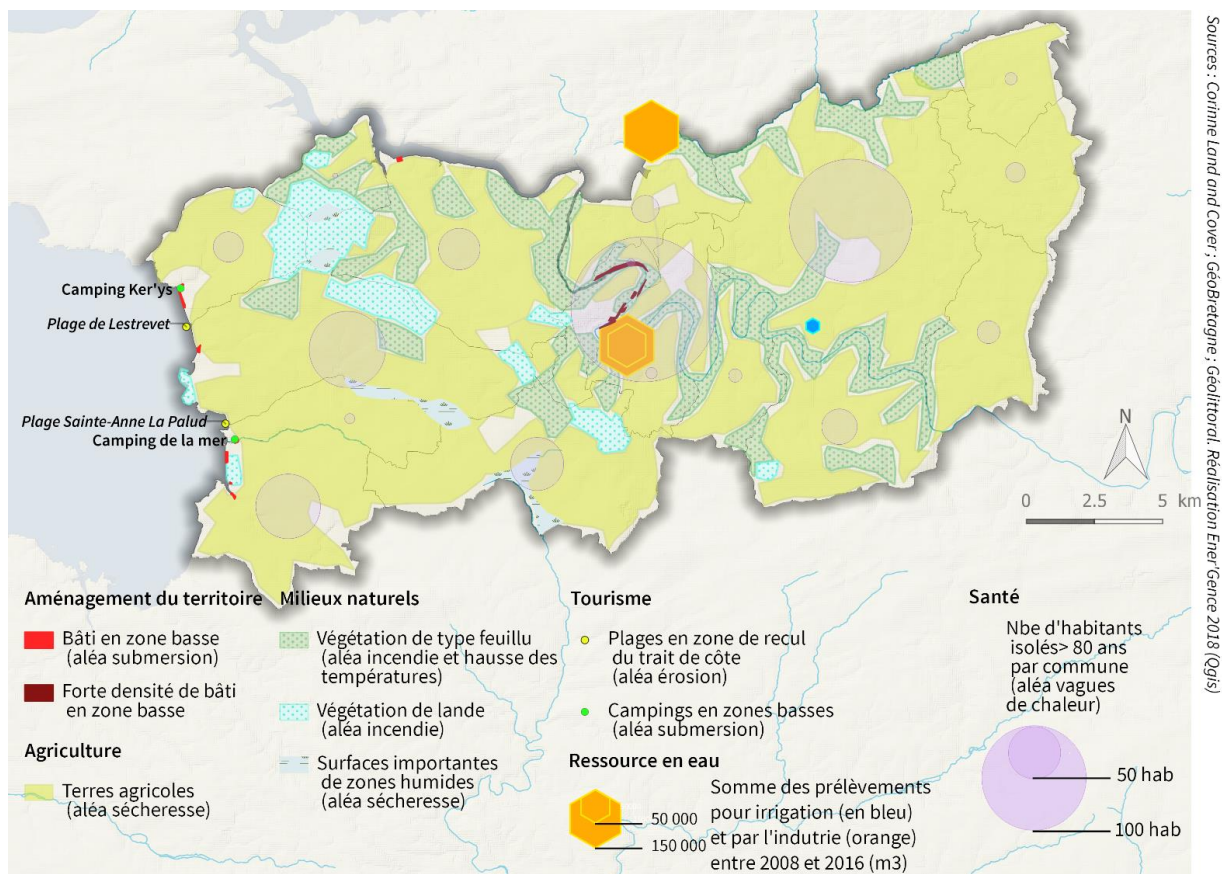 Camping Ker'ys
Plage de Lestrevet
Plage Sainte-Anne La Palud
Camping de la mer
N
0 2.5 5 km
Sources : Corinne Land and Cover ; GéoBretagne ; Géolittoral. Réalisation Ener'Gence 2018 (Qgis)
Aménagement du territoire
Bâti en zone basse
(aléa submersion)
Forte densité de bâti
en zone basse
Agriculture
Terres agricoles
(aléa sécheresse)
Milieux naturels
Végétation de type feuillu
(aléa incendie et hausse des
températures)
Végétation de lande
(aléa incendie)
Surfaces importantes
de zones humides
(aléa sécheresse)
Tourisme
Plages en zone de recul
du trait de côte
(aléa érosion)
Campings en zones basses
(aléa submersion)
Ressource en eau
50 000
150 000
Somme des prélèvements
pour irrigation (en bleu)
et par l'indutrie (orange)
entre 2008 et 2016 (m3)
Santé
Nbe d'habitants
isolés> 80 ans
par commune
(aléa vagues
de chaleur)
50 hab
100 hab